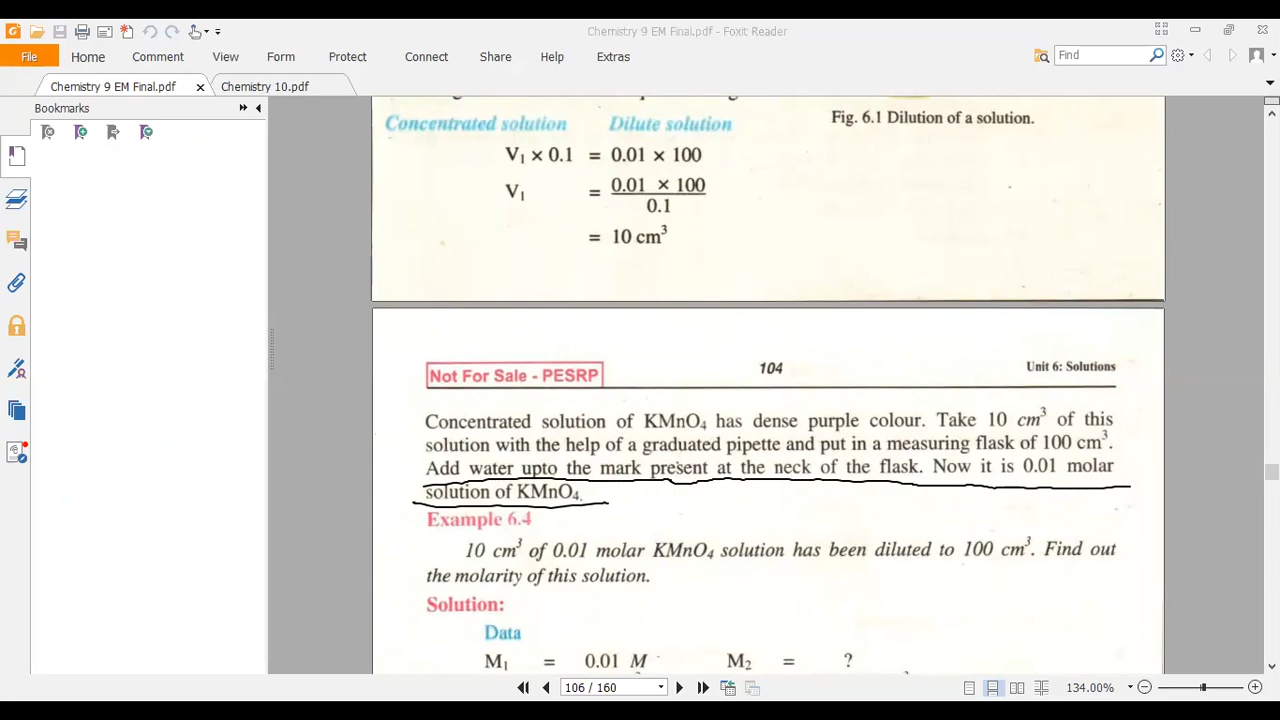 Chemistry 9 EM Final.pdf - Foxit Reader
File Home Comment View Form Protect Connect Share Help Extras Find
Chemistry 9 EM Final.pdf × Chemistry 10.pdf
Bookmarks
Fig. 6.1 Dilution of a solution.
Concentrated solution Dilute solution
V₁ × 0.1 = 0.01 × 100
V₁ = 0.01 × 100
0.1
= 10 cm³
Not For Sale - PESRP 104 Unit 6: Solutions
Concentrated solution of KMnO₄ has dense purple colour. Take 10 cm³ of this
solution with the help of a graduated pipette and put in a measuring flask of 100 cm³.
Add water upto the mark present at the neck of the flask. Now it is 0.01 molar
solution of KMnO₄.
Example 6.4
10 cm³ of 0.01 molar KMnO₄ solution has been diluted to 100 cm³. Find out
the molarity of this solution.
Solution:
Data
M₁ = 0.01 M M₂ = ?
106 / 160 134.00%